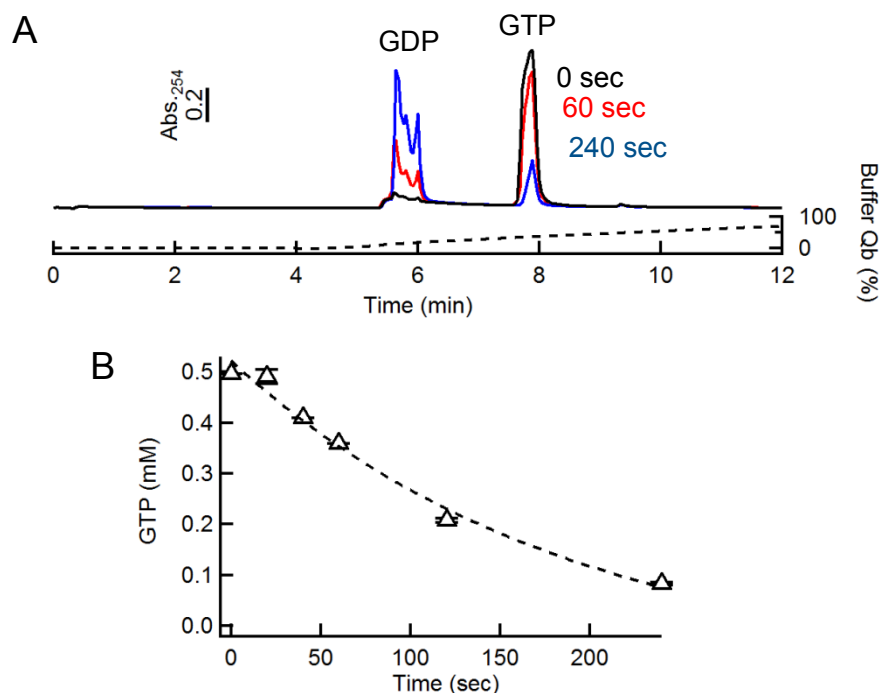 A
GDP
GTP
Abs.254
0.2
0 sec
60 sec
240 sec
Buffer Qb (%)
100
0
0 2 4 6 8 10 12
Time (min)
B
GTP (mM)
0.5
0.4
0.3
0.2
0.1
0.0
0 50 100 150 200
Time (sec)